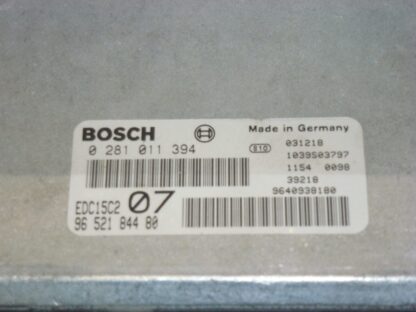 BOSCH
0 281 011 394
EDC15C2 07
96 521 844 80
Made in Germany
610 031218
1039S03797
1154 0098
39218
9640938180